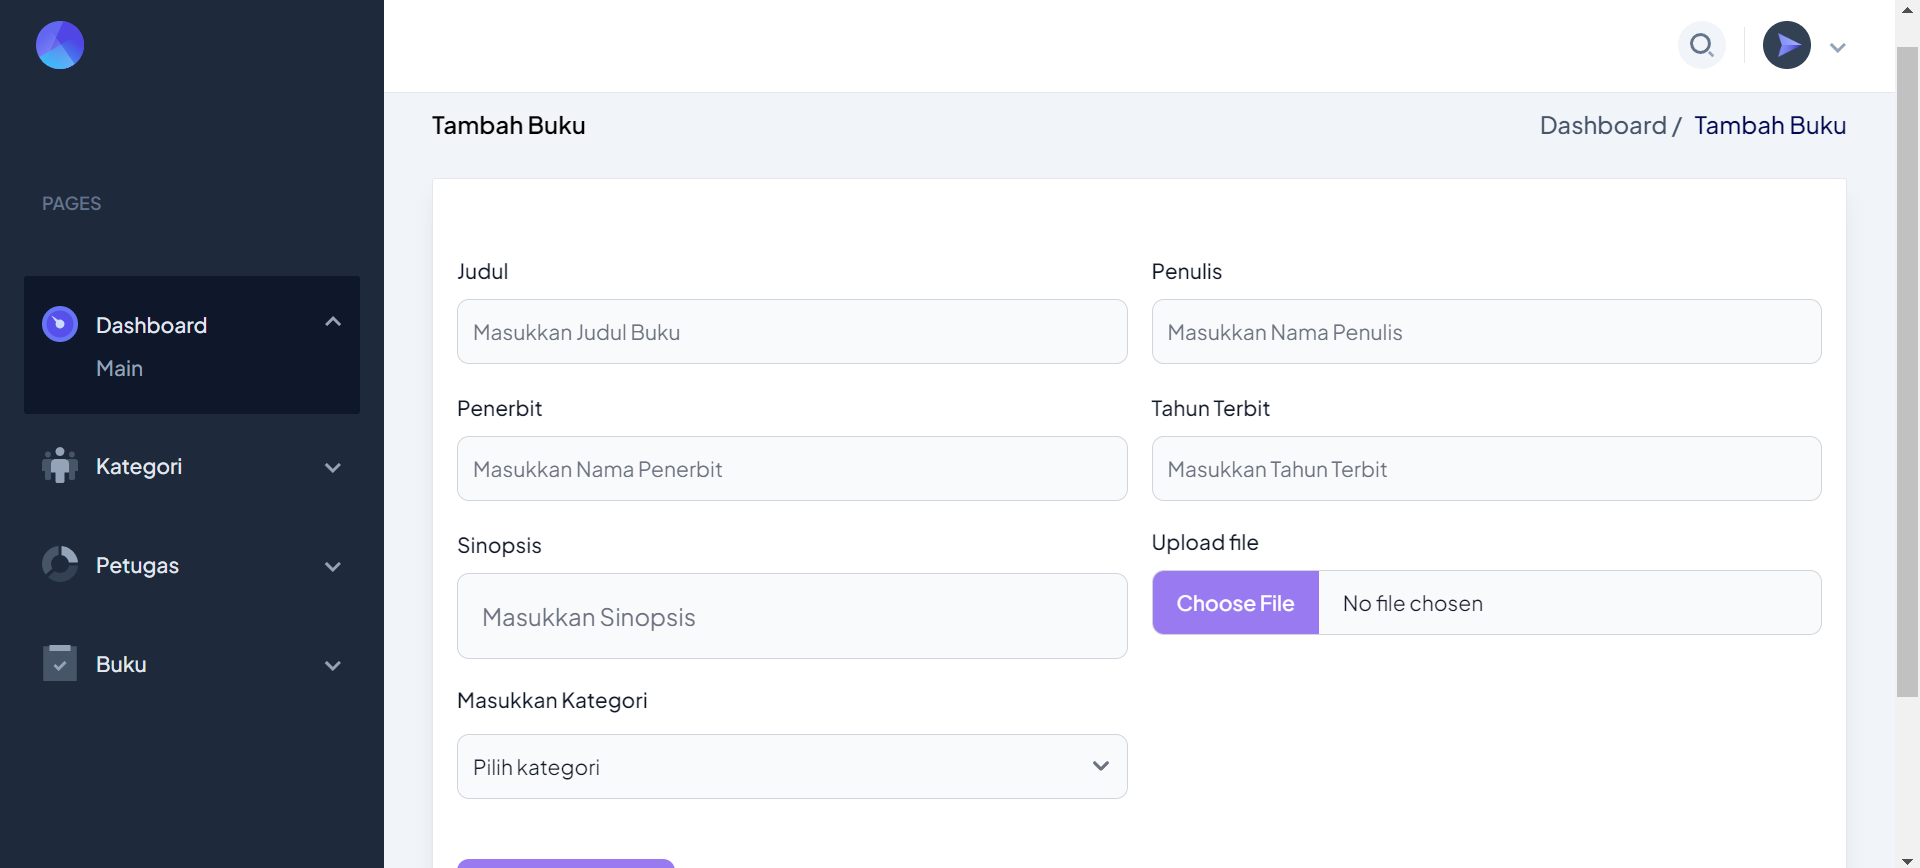 PAGES
Dashboard
Main
Kategori
Petugas
Buku
Tambah Buku
Dashboard / Tambah Buku
Judul
Masukkan Judul Buku
Penulis
Masukkan Nama Penulis
Penerbit
Masukkan Nama Penerbit
Tahun Terbit
Masukkan Tahun Terbit
Sinopsis
Masukkan Sinopsis
Upload file
Choose File No file chosen
Masukkan Kategori
Pilih kategori